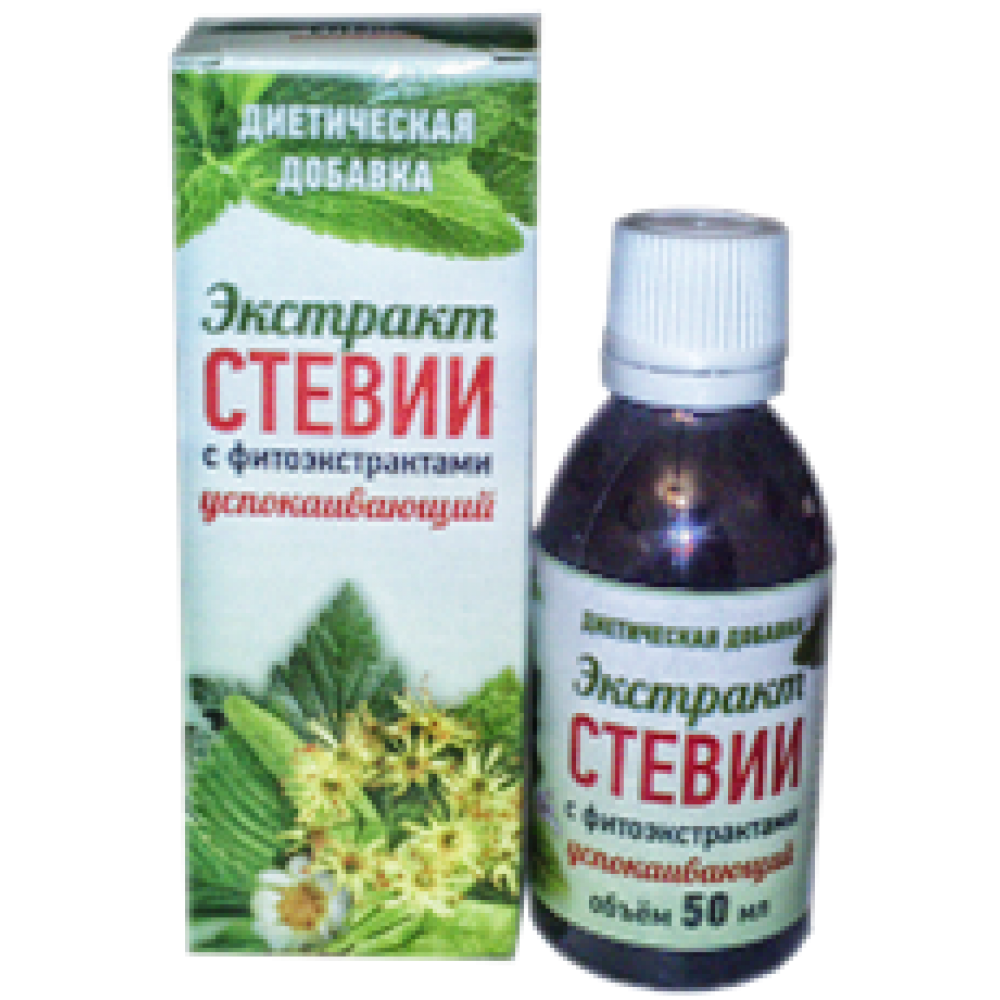 ДИЕТИЧЕСКАЯ
ДОБАВКА
Экстракт
СТЕВИИ
с фитоэкстрактами
успокаивающий
ДИЕТИЧЕСКАЯ ДОБАВКА
Экстракт
СТЕВИИ
с фитоэкстрактами
успокаивающий
объём 50 мл